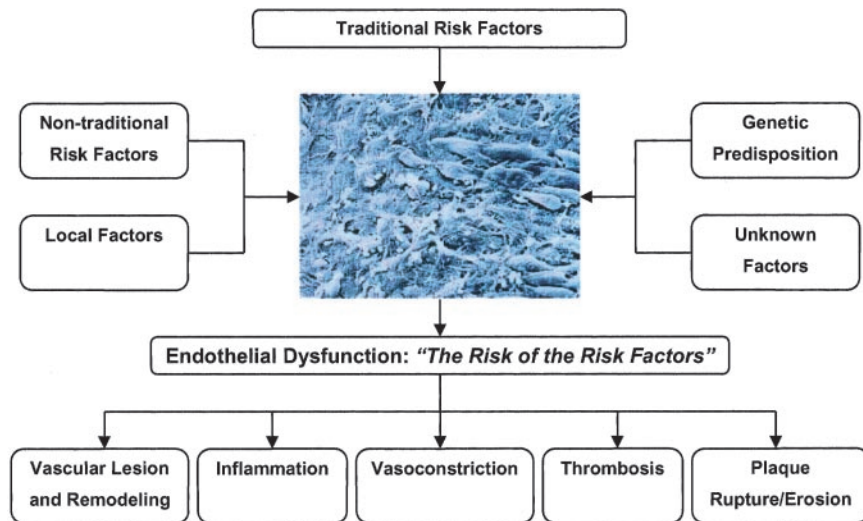 Traditional Risk Factors
Non-traditional
Risk Factors
Genetic
Predisposition
Local Factors
Unknown
Factors
Endothelial Dysfunction: “The Risk of the Risk Factors”
Vascular Lesion
and Remodeling
Inflammation
Vasoconstriction
Thrombosis
Plaque
Rupture/Erosion